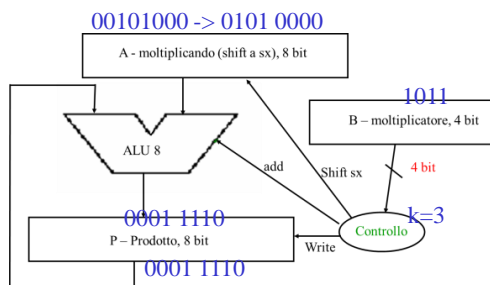 00101000 -> 0101 0000
A - moltiplicando (shift a sx), 8 bit
1011
B – moltiplicatore, 4 bit
ALU 8
add
Shift sx
4 bit
0001 1110
k=3
Controllo
P – Prodotto, 8 bit
Write
0001 1110